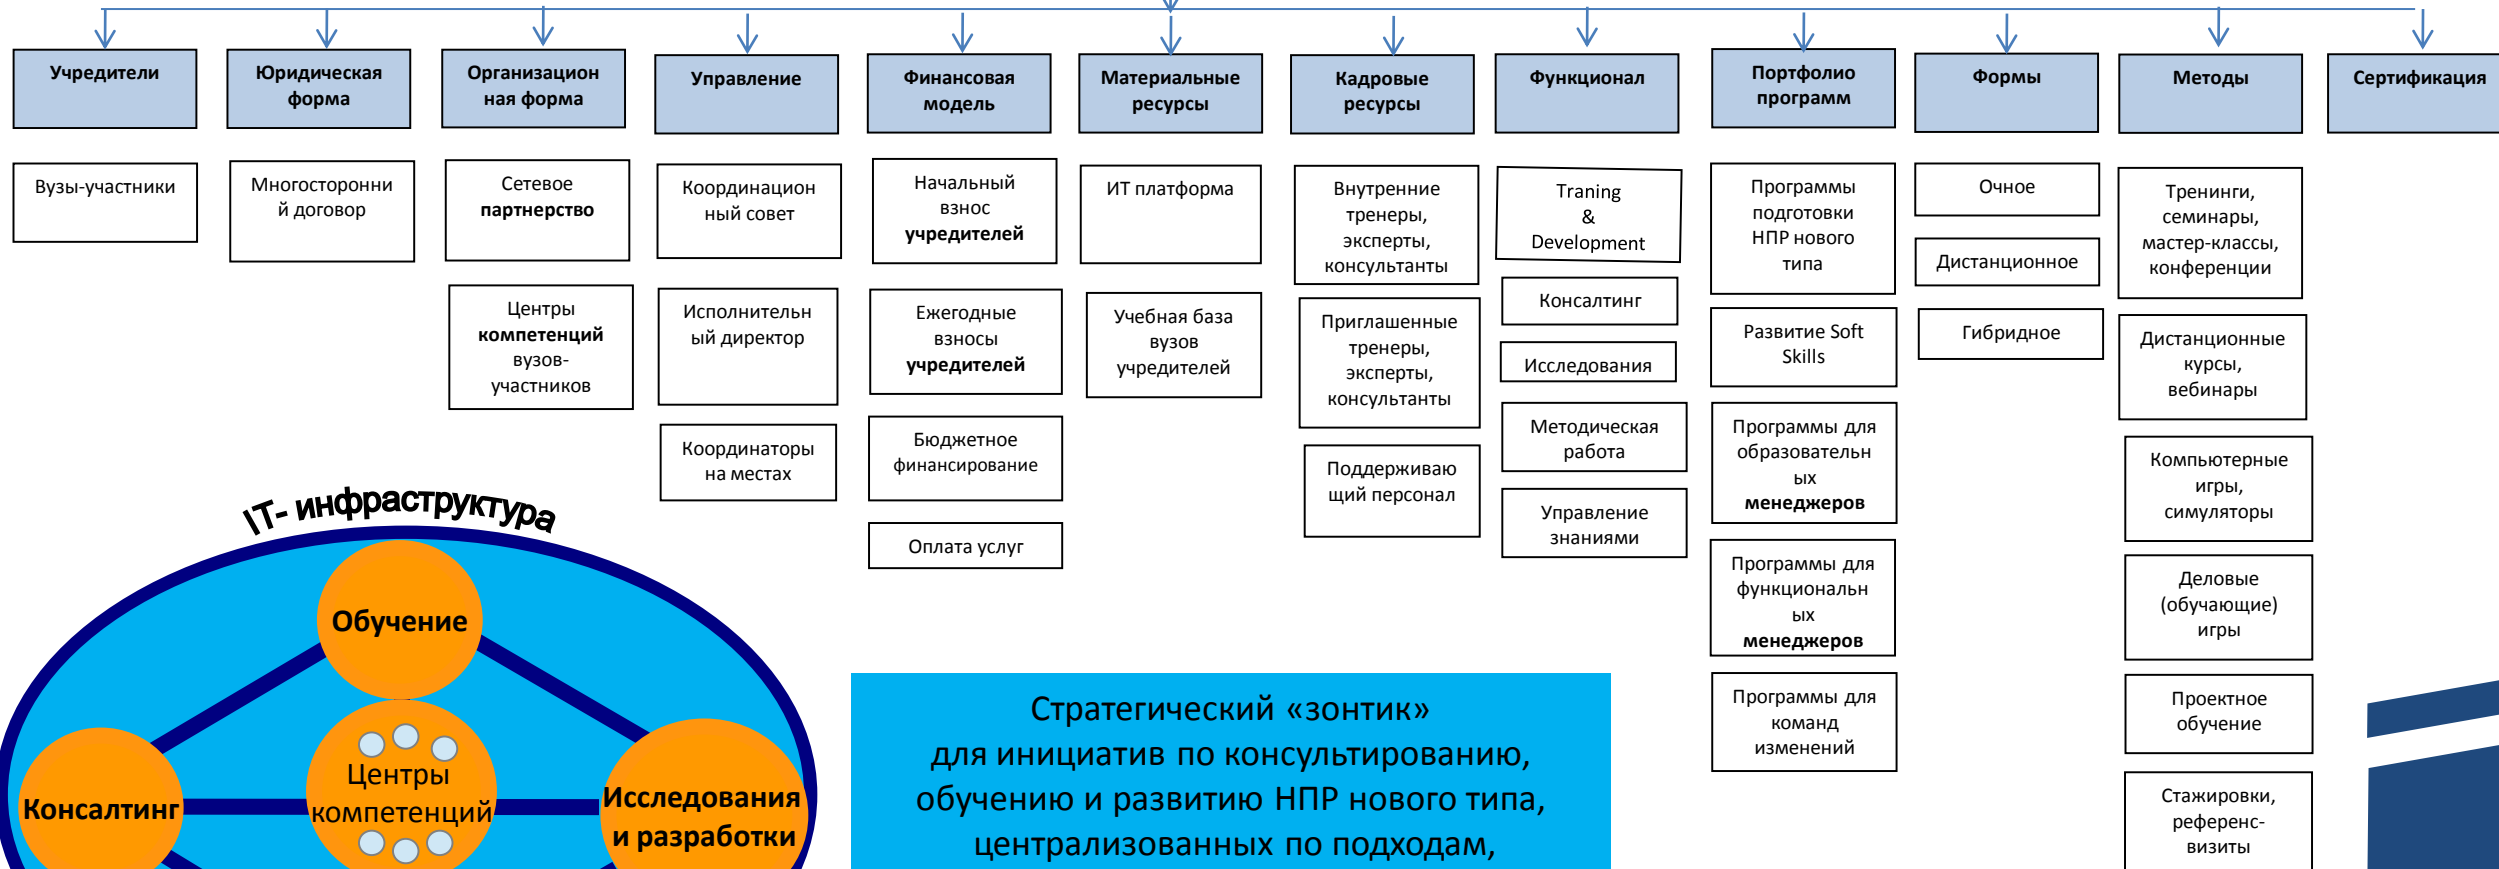 Учредители
Юридическая
форма
Организацион
ная форма
Управление
Финансовая
модель
Материальные
ресурсы
Кадровые
ресурсы
Функционал
Портфолио
программ
Формы
Методы
Сертификация
Вузы-участники
Многосторонни
й договор
Сетевое
партнерство
Центры
компетенций
вузов-
участников
Координацион
ный совет
Исполнительн
ый директор
Координаторы
на местах
Начальный
взнос
учредителей
Ежегодные
взносы
учредителей
Бюджетное
финансирование
Оплата услуг
ИТ платформа
Учебная база
вузов
учредителей
Внутренние
тренеры,
эксперты,
консультанты
Приглашенные
тренеры,
эксперты,
консультанты
Поддерживаю
щий персонал
Traning
&
Development
Консалтинг
Исследования
Методическая
работа
Управление
знаниями
Программы
подготовки
НПР нового
типа
Развитие Soft
Skills
Программы для
образовательн
ых
менеджеров
Программы для
функциональн
ых
менеджеров
Программы для
команд
изменений
Очное
Дистанционное
Гибридное
Тренинги,
семинары,
мастер-классы,
конференции
Дистанционные
курсы,
вебинары
Компьютерные
игры,
симуляторы
Деловые
(обучающие)
игры
Проектное
обучение
Стажировки,
референс-
визиты
IT- инфраструктура
Обучение
Центры
компетенций
Консалтинг
Исследования
и разработки
Стратегический «зонтик»
для инициатив по консультированию,
обучению и развитию НПР нового типа,
централизованных по подходам,